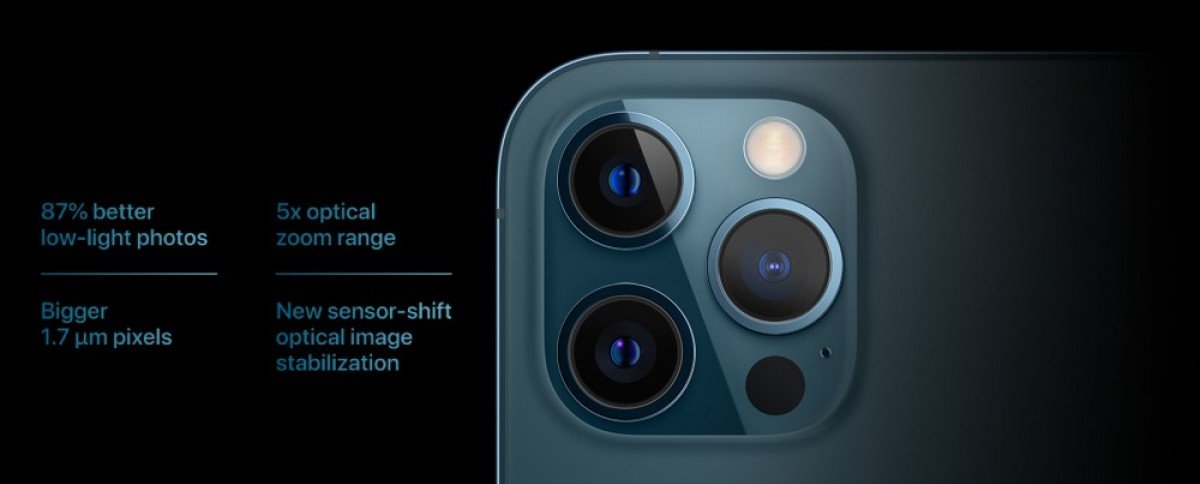 87% better
low-light photos
5x optical
zoom range
Bigger
1.7 μm pixels
New sensor-shift
optical image
stabilization